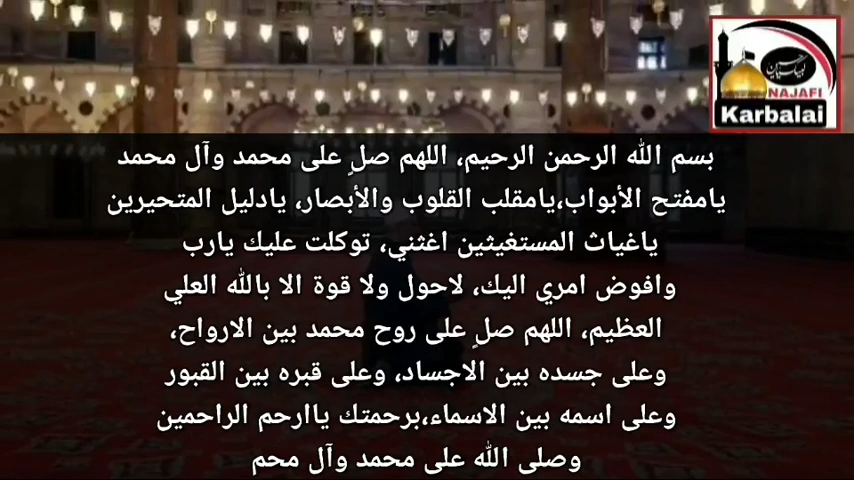 NAJAFI
Karbalai
بسم الله الرحمن الرحيم، اللهم صلٍ على محمد وآل محمد
يامفتح الأبواب،يامقلب القلوب والأبصار، يادليل المتحيرين
ياغياث المستغيثين اغثني، توكلت عليك يارب
وافوض امري اليك، لاحول ولا قوة الا بالله العلي
العظيم، اللهم صلٍ على روح محمد بين الارواح،
وعلى جسده بين الاجساد، وعلى قبره بين القبور
وعلى اسمه بين الاسماء،برحمتك ياارحم الراحمين
وصلى الله على محمد وآل محم